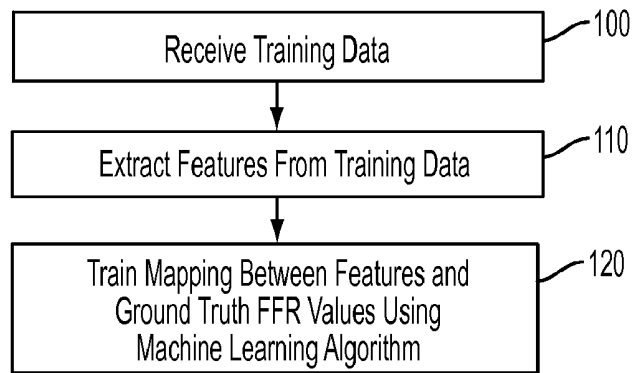 Receive Training Data
100
Extract Features From Training Data
110
Train Mapping Between Features and
Ground Truth FFR Values Using
Machine Learning Algorithm
120